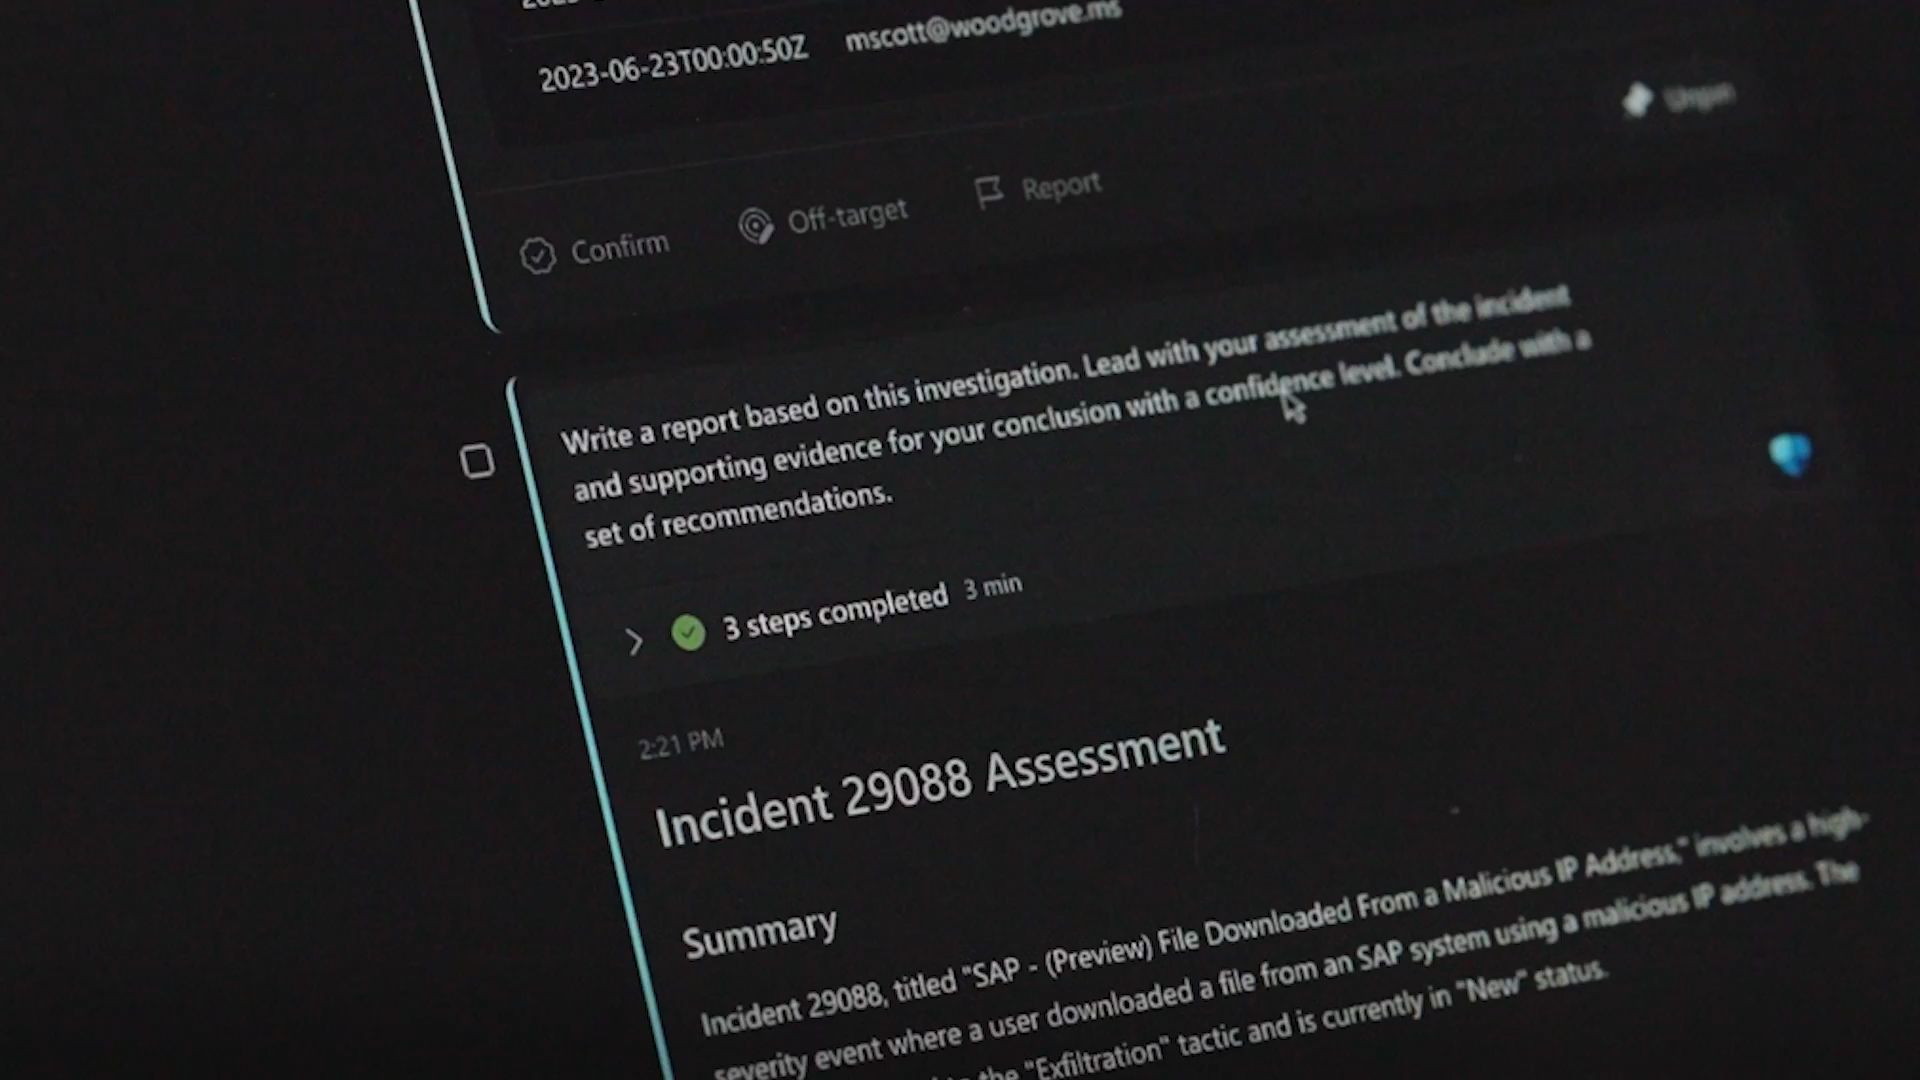 2023-06-23T00:00:50Z mscott@woodgrove.ms
Unpin
Confirm Off-target Report
Write a report based on this investigation. Lead with your assessment of the incident
and supporting evidence for your conclusion with a confidence level. Conclude with a
set of recommendations.
3 steps completed 3 min
2:21 PM
Incident 29088 Assessment
Summary
Incident 29088, titled "SAP - (Preview) File Downloaded From a Malicious IP Address," involves a high-
severity event where a user downloaded a file from an SAP system using a malicious IP address. The
the "Exfiltration" tactic and is currently in "New" status.